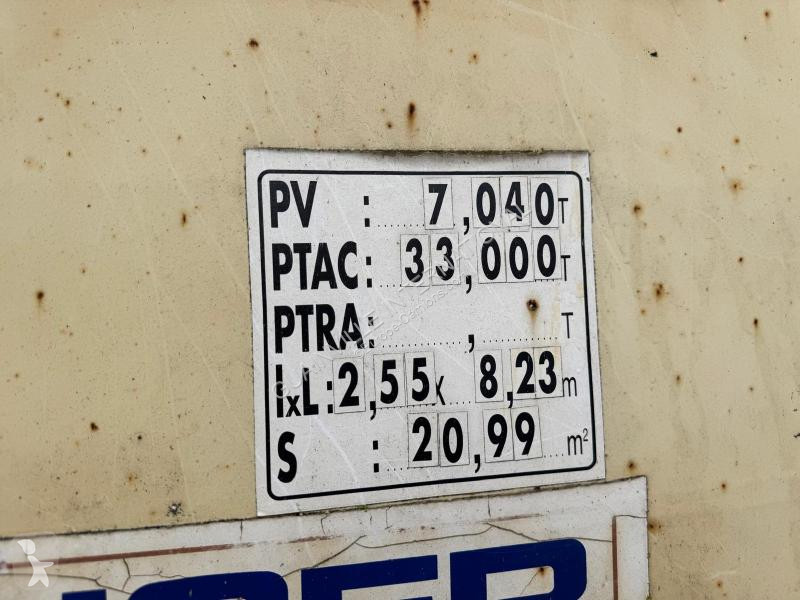 PV : 7,040 T
PTAC: 33,000 T
PTRA: , T
lxL: 2,55 x 8,23 m
S : 20,99 m²